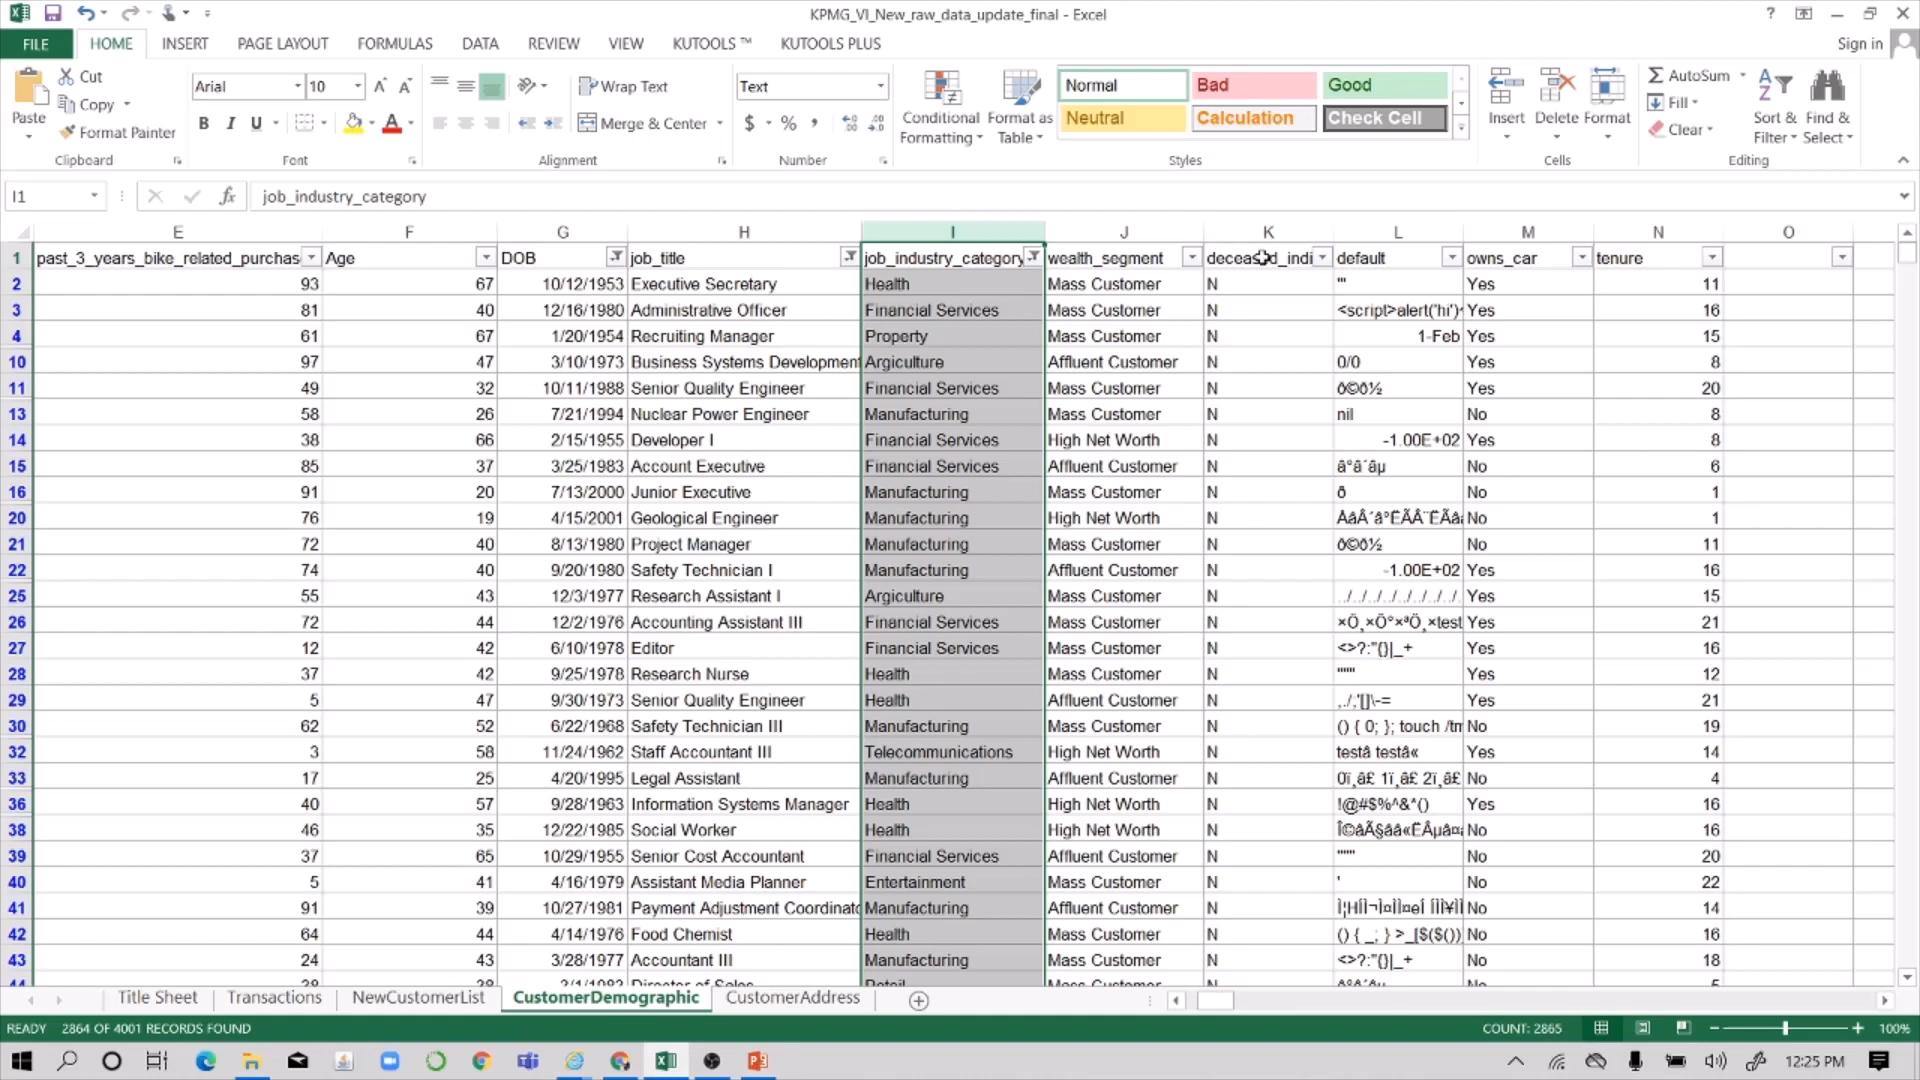 KPMG_VI_New_raw_data_update_final - Excel
FILE HOME INSERT PAGE LAYOUT FORMULAS DATA REVIEW VIEW KUTOOLS ™ KUTOOLS PLUS Sign in
Paste Cut Copy Format Painter Clipboard
Arial 10 B I U Font
Wrap Text Merge & Center Alignment
Text $ % Number
Conditional Formatting Format as Table
Normal Bad Good
Neutral Calculation Check Cell
Styles
Insert Delete Format Cells
AutoSum Fill Clear Sort & Filter Find & Select Editing
I1 fx job_industry_category
E F G H I J K L M N O
1 past_3_years_bike_related_purchas Age DOB job_title job_industry_category wealth_segment deceased_indi default owns_car tenure
2 93 67 10/12/1953 Executive Secretary Health Mass Customer N "' Yes 11
3 81 40 12/16/1980 Administrative Officer Financial Services Mass Customer N <script>alert('hi')< Yes 16
4 61 67 1/20/1954 Recruiting Manager Property Mass Customer N 1-Feb Yes 15
10 97 47 3/10/1973 Business Systems Development Argiculture Affluent Customer N 0/0 Yes 8
11 49 32 10/11/1988 Senior Quality Engineer Financial Services Mass Customer N ð©ð½ Yes 20
13 58 26 7/21/1994 Nuclear Power Engineer Manufacturing Mass Customer N nil No 8
14 38 66 2/15/1955 Developer I Financial Services High Net Worth N -1.00E+02 Yes 8
15 85 37 3/25/1983 Account Executive Financial Services Affluent Customer N â°â´âµ No 6
16 91 20 7/13/2000 Junior Executive Manufacturing Mass Customer N ð No 1
20 76 19 4/15/2001 Geological Engineer Manufacturing High Net Worth N No 1
21 72 40 8/13/1980 Project Manager Manufacturing Mass Customer N ð©ð½ No 11
22 74 40 9/20/1980 Safety Technician I Manufacturing Affluent Customer N -1.00E+02 Yes 16
25 55 43 12/3/1977 Research Assistant I Argiculture Mass Customer N ../../../../../../../. Yes 15
26 72 44 12/2/1976 Accounting Assistant III Financial Services Mass Customer N Yes 21
27 12 42 6/10/1978 Editor Financial Services Mass Customer N <>?:"{}|_+ Yes 16
28 37 42 9/25/1978 Research Nurse Health Mass Customer N """ Yes 12
29 5 47 9/30/1973 Senior Quality Engineer Health Affluent Customer N ,./;'[]\-= Yes 21
30 62 52 6/22/1968 Safety Technician III Manufacturing Mass Customer N () { 0; }; touch /tm No 19
32 3 58 11/24/1962 Staff Accountant III Telecommunications High Net Worth N testâ testâ« Yes 14
33 17 25 4/20/1995 Legal Assistant Manufacturing Affluent Customer N No 4
36 40 57 9/28/1963 Information Systems Manager Health High Net Worth N !@#$%^&*() Yes 16
38 46 35 12/22/1985 Social Worker Health High Net Worth N No 16
39 37 65 10/29/1955 Senior Cost Accountant Financial Services Affluent Customer N """ No 20
40 5 41 4/16/1979 Assistant Media Planner Entertainment Mass Customer N ' No 22
41 91 39 10/27/1981 Payment Adjustment Coordinato Manufacturing Affluent Customer N No 14
42 64 44 4/14/1976 Food Chemist Health Mass Customer N () { _; } >_[$($()) No 16
43 24 43 3/28/1977 Accountant III Manufacturing Mass Customer N <>?:"{}|_+ No 18
Title Sheet Transactions NewCustomerList CustomerDemographic CustomerAddress
READY 2864 OF 4001 RECORDS FOUND COUNT: 2865 100%
12:25 PM